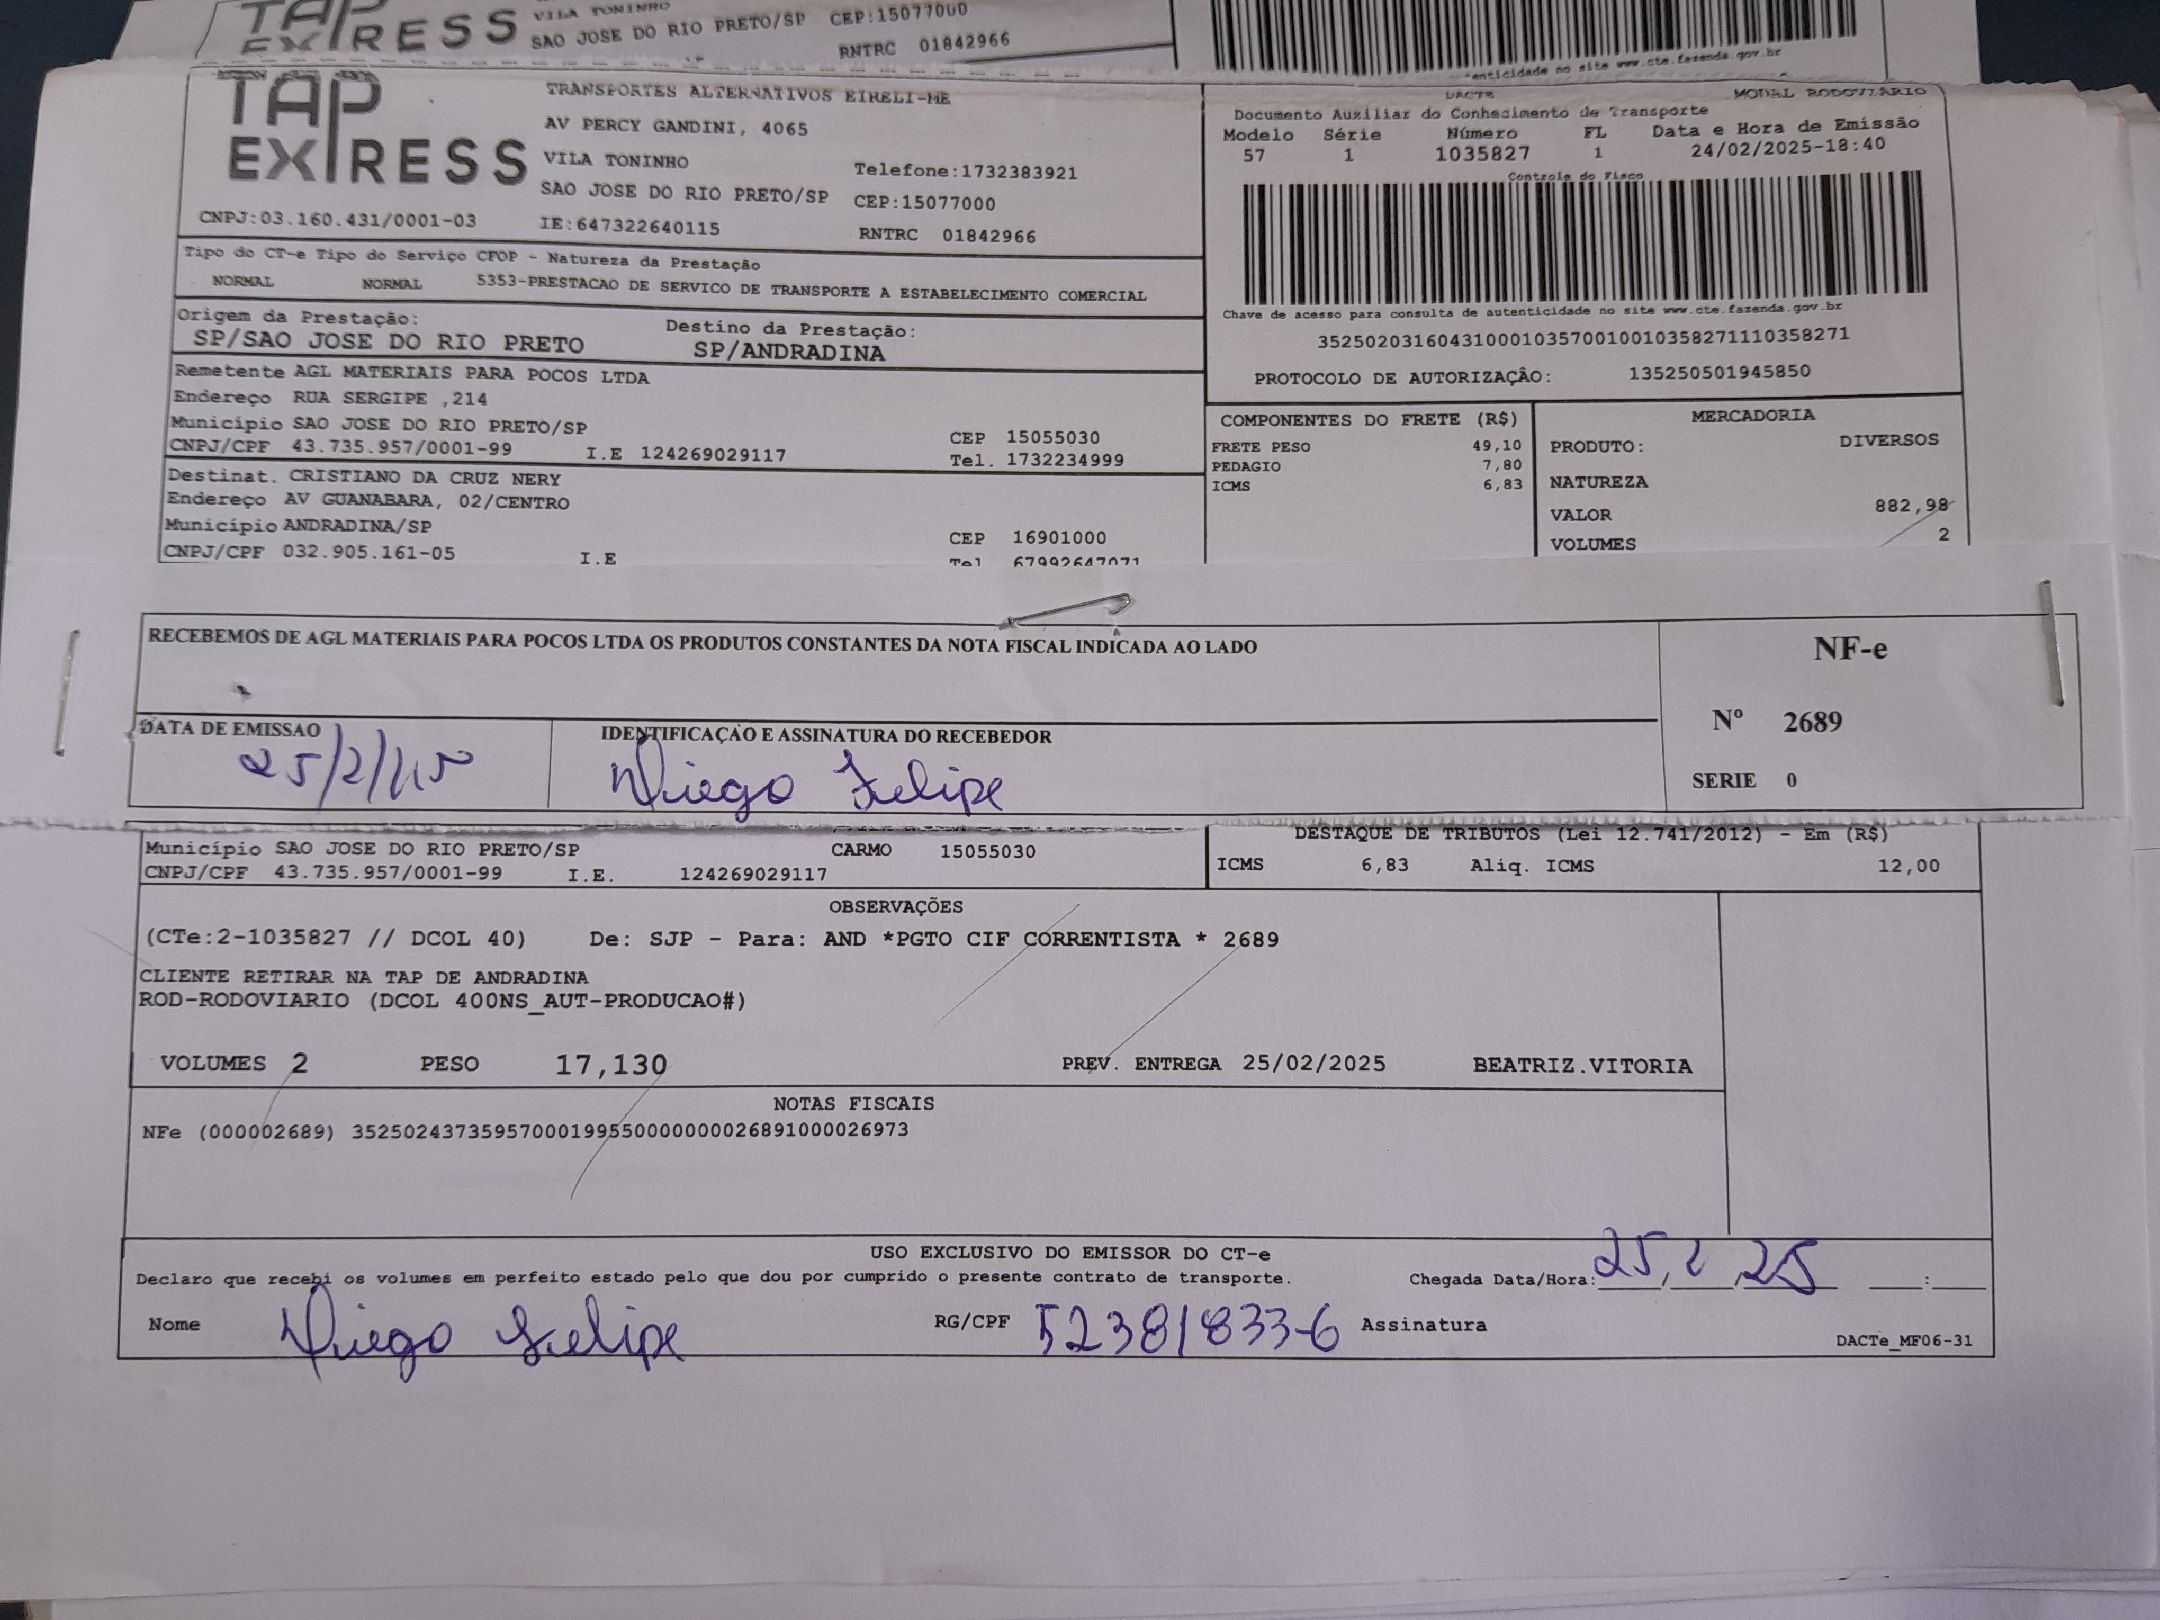 TAP
EXPRESS
VILA TONINHO
SAO JOSE DO RIO PRETO/SP CEP:15077000
RNTRC 01842966
enticidade no site www.cte.fazenda.gov.br
TAP
EXPRESS
CNPJ:03.160.431/0001-03
TRANSPORTES ALTERNATIVOS EIRELI-ME
AV PERCY GANDINI, 4065
VILA TONINHO Telefone:1732383921
SAO JOSE DO RIO PRETO/SP CEP:15077000
IE:647322640115 RNTRC 01842966
DACTE MODAL RODOVIARIO
Documento Auxiliar do Conhecimento de Transporte
Modelo Série Número FL Data e Hora de Emissão
57 1 1035827 1 24/02/2025-18:40
Controle do Fisco
Chave de acesso para consulta de autenticidade no site www.cte.fazenda.gov.br
35250203160431000103570010010358271110358271
PROTOCOLO DE AUTORIZAÇÃO: 135250501945850
Tipo do CT-e Tipo do Serviço CFOP - Natureza da Prestação
NORMAL NORMAL 5353-PRESTACAO DE SERVICO DE TRANSPORTE A ESTABELECIMENTO COMERCIAL
Origem da Prestação: Destino da Prestação:
SP/SAO JOSE DO RIO PRETO SP/ANDRADINA
Remetente AGL MATERIAIS PARA POCOS LTDA
Endereço RUA SERGIPE ,214
Município SAO JOSE DO RIO PRETO/SP CEP 15055030
CNPJ/CPF 43.735.957/0001-99 I.E 124269029117 Tel. 1732234999
Destinat. CRISTIANO DA CRUZ NERY
Endereço AV GUANABARA, 02/CENTRO
Município ANDRADINA/SP CEP 16901000
CNPJ/CPF 032.905.161-05 I.E Tel 67992647071
COMPONENTES DO FRETE (R$)
FRETE PESO 49,10
PEDAGIO 7,80
ICMS 6,83
MERCADORIA
PRODUTO: DIVERSOS
NATUREZA
VALOR 882,98
VOLUMES 2
RECEBEMOS DE AGL MATERIAIS PARA POCOS LTDA OS PRODUTOS CONSTANTES DA NOTA FISCAL INDICADA AO LADO
NF-e
Nº 2689
SERIE 0
DATA DE EMISSAO IDENTIFICAÇÃO E ASSINATURA DO RECEBEDOR
Diego Felipe
Município SAO JOSE DO RIO PRETO/SP CARMO 15055030
CNPJ/CPF 43.735.957/0001-99 I.E. 124269029117
DESTAQUE DE TRIBUTOS (Lei 12.741/2012) - Em (R$)
ICMS 6,83 Aliq. ICMS 12,00
OBSERVAÇÕES
(CTe:2-1035827 // DCOL 40) De: SJP - Para: AND *PGTO CIF CORRENTISTA * 2689
CLIENTE RETIRAR NA TAP DE ANDRADINA
ROD-RODOVIARIO (DCOL 400NS_AUT-PRODUCAO#)
VOLUMES 2 PESO 17,130 PREV. ENTREGA 25/02/2025 BEATRIZ.VITORIA
NOTAS FISCAIS
NFe (000002689) 35250243735957000199550000000026891000026973
USO EXCLUSIVO DO EMISSOR DO CT-e
Declaro que recebi os volumes em perfeito estado pelo que dou por cumprido o presente contrato de transporte. Chegada Data/Hora: 25, 2, 25 :
Nome Diego Felipe RG/CPF 52381833-6 Assinatura
DACTe_MF06-31